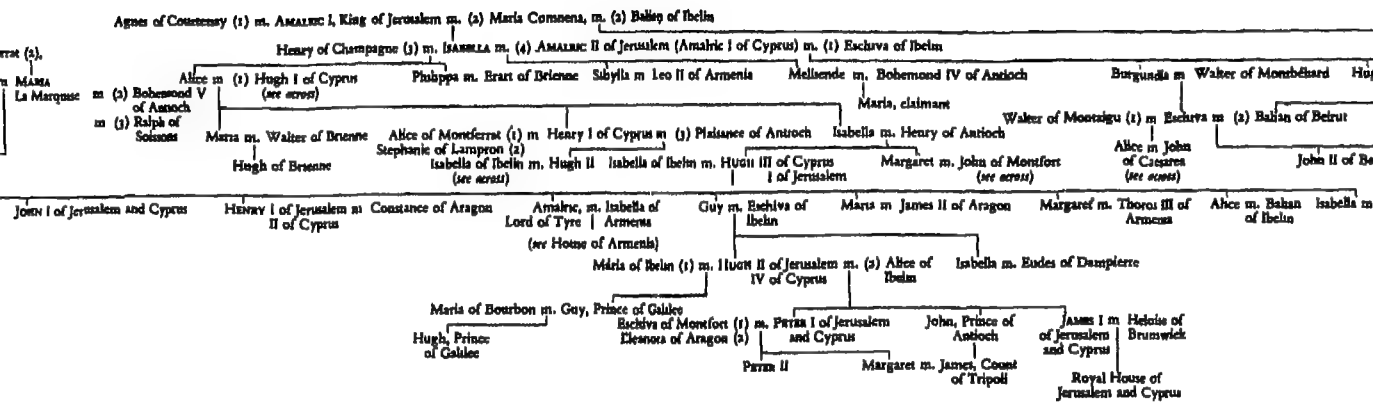 Agnes of Courtenay (1) m. AMALRIC I, King of Jerusalem m. (2) Maria Comnena, m. (2) Balian of Ibelin
rrat (2),
Henry of Champagne (3) m. ISABELLA m. (4) AMALRIC II of Jerusalem (Amalric I of Cyprus) m. (1) Eschiva of Ibelin
m MARIA
La Marquise
Alice m (1) Hugh I of Cyprus
(see across)
m (2) Bohemond V
of Antioch
m (3) Ralph of
Soissons
Philippa m. Erart of Brienne
Sibylla m Leo II of Armenia
Melisende m. Bohemond IV of Antioch
Maria, claimant
Burgundia m Walter of Montbéliard
Hug
Walter of Montaigu (1) m Eschiva m (2) Balian of Beirut
Maria m. Walter of Brienne
Hugh of Brienne
Alice of Montferrat (1) m Henry I of Cyprus m (3) Plaisance of Antioch
Stephanie of Lampron (2)
Isabella m. Henry of Antioch
Alice m John
of Caesarea
(see across)
John II of Be
Isabella of Ibelin m. Hugh II
(see across)
Isabella of Ibelin m. HUGH III of Cyprus
I of Jerusalem
Margaret m. John of Montfort
(see across)
JOHN I of Jerusalem and Cyprus
HENRY I of Jerusalem m Constance of Aragon
II of Cyprus
Amalric, m. Isabella of
Lord of Tyre Armenia
(see House of Armenia)
Guy m. Eschiva of
Ibelin
Maria m James II of Aragon
Margaret m. Thoros III of
Armenia
Alice m. Balian
of Ibelin
Isabella m
Maria of Ibelin (1) m. HUGH II of Jerusalem m. (2) Alice of
IV of Cyprus Ibelin
Isabella m. Eudes of Dampierre
Maria of Bourbon m. Guy, Prince of Galilee
Hugh, Prince
of Galilee
Eschiva of Montfort (1) m. PETER I of Jerusalem
Eleanora of Aragon (2) and Cyprus
John, Prince of
Antioch
JAMES I m Heloise of
of Jerusalem Brunswick
and Cyprus
PETER II
Margaret m. James, Count
of Tripoli
Royal House of
Jerusalem and Cyprus